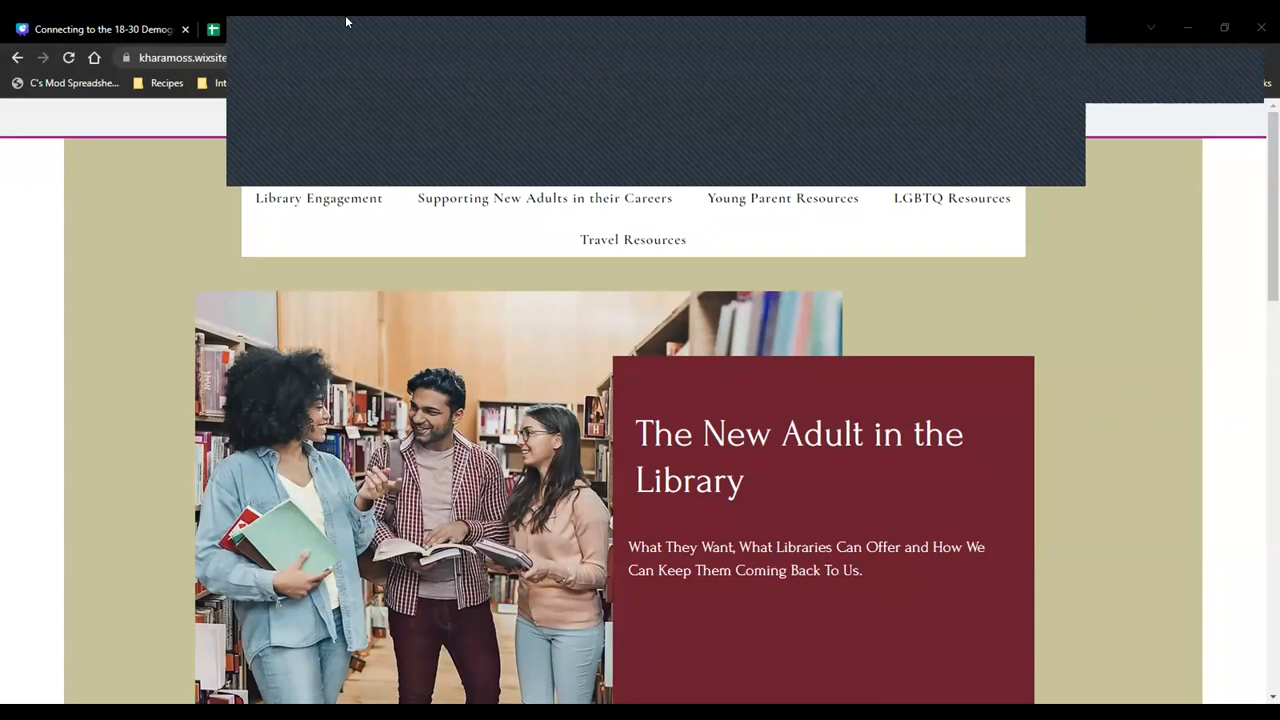 Connecting to the 18-30 Demog
kharamoss.wixsite
C's Mod Spreadshe...
Recipes
Int
ks
Library Engagement
Supporting New Adults in their Careers
Young Parent Resources
LGBTQ Resources
Travel Resources
The New Adult in the
Library
What They Want, What Libraries Can Offer and How We
Can Keep Them Coming Back To Us.